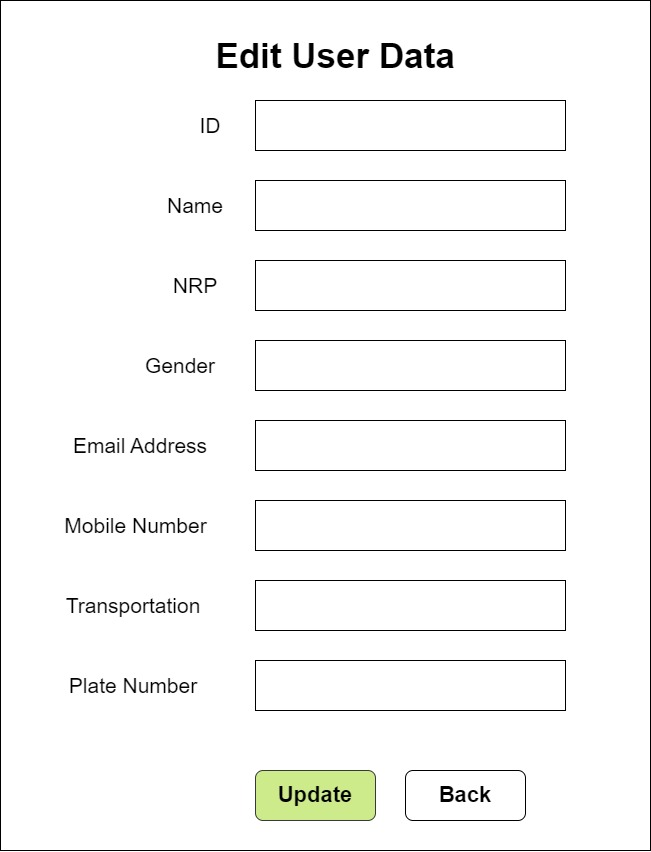 Edit User Data
ID
Name
NRP
Gender
Email Address
Mobile Number
Transportation
Plate Number
Update
Back